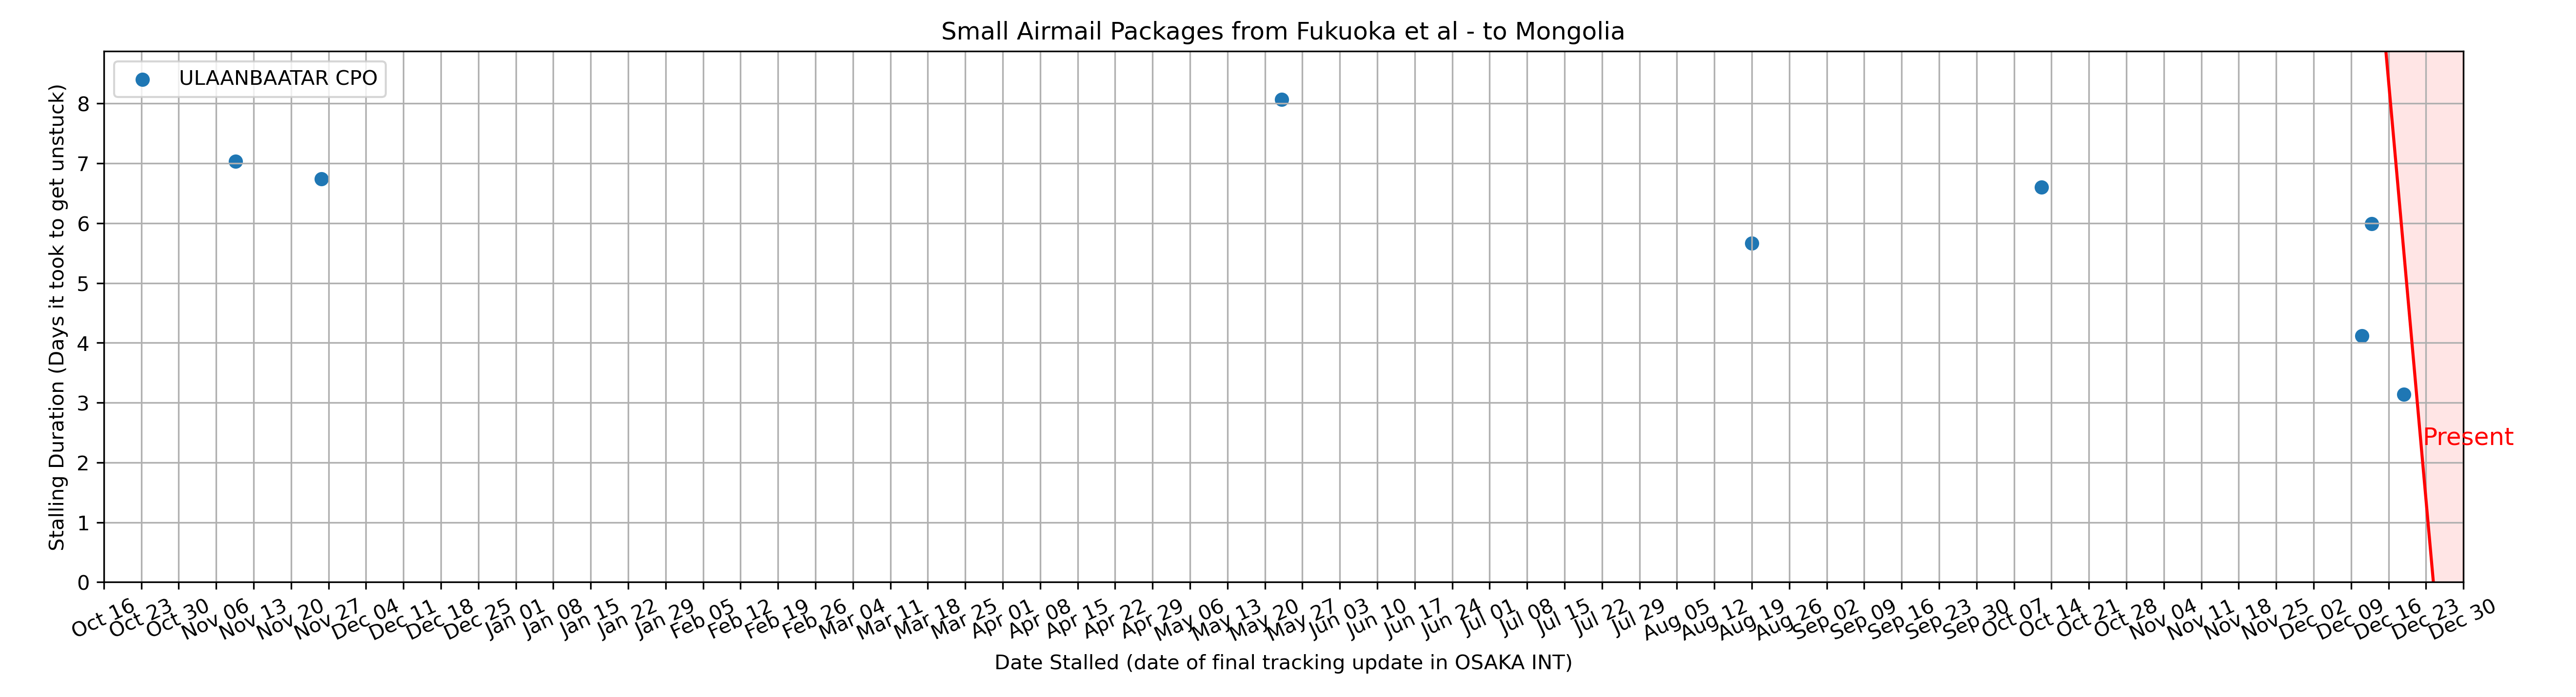 Small Airmail Packages from Fukuoka et al - to Mongolia
ULAANBAATAR CPO
Stalling Duration (Days it took to get unstuck)
8
7
6
5
4
3
2
1
0
Present
Oct 16
Oct 23
Oct 30
Nov 06
Nov 13
Nov 20
Nov 27
Dec 04
Dec 11
Dec 18
Dec 25
Jan 01
Jan 08
Jan 15
Jan 22
Jan 29
Feb 05
Feb 12
Feb 19
Feb 26
Mar 04
Mar 11
Mar 18
Mar 25
Apr 01
Apr 08
Apr 15
Apr 22
Apr 29
May 06
May 13
May 20
May 27
Jun 03
Jun 10
Jun 17
Jun 24
Jul 01
Jul 08
Jul 15
Jul 22
Jul 29
Aug 05
Aug 12
Aug 19
Aug 26
Sep 02
Sep 09
Sep 16
Sep 23
Sep 30
Oct 07
Oct 14
Oct 21
Oct 28
Nov 04
Nov 11
Nov 18
Nov 25
Dec 02
Dec 09
Dec 16
Dec 23
Dec 30
Date Stalled (date of final tracking update in OSAKA INT)